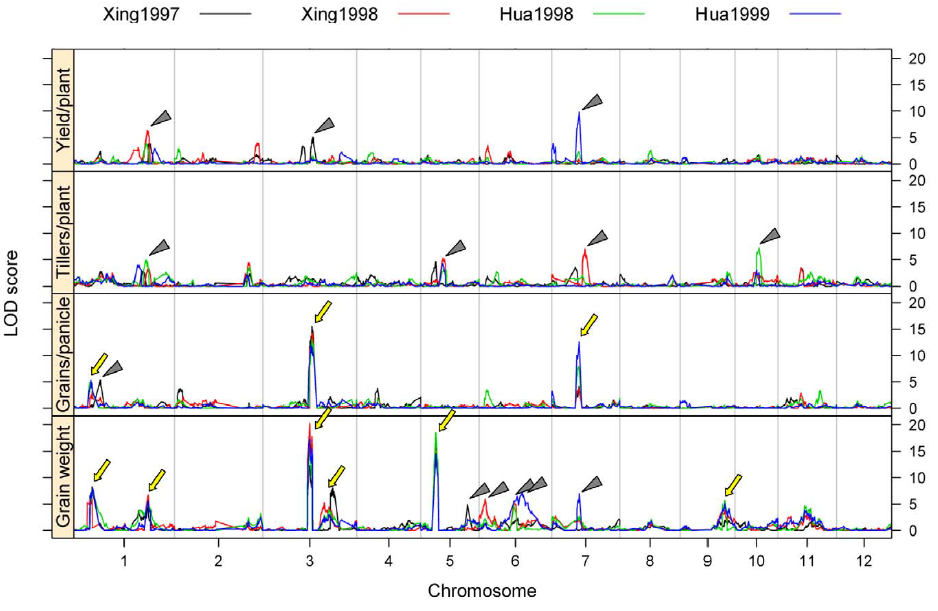 Xing1997 Xing1998 Hua1998 Hua1999
LOD score
Yield/plant
20
15
10
5
0
Tillers/plant
20
15
10
5
0
Grains/panicle
20
15
10
5
0
Grain weight
20
15
10
5
0
1 2 3 4 5 6 7 8 9 10 11 12
Chromosome